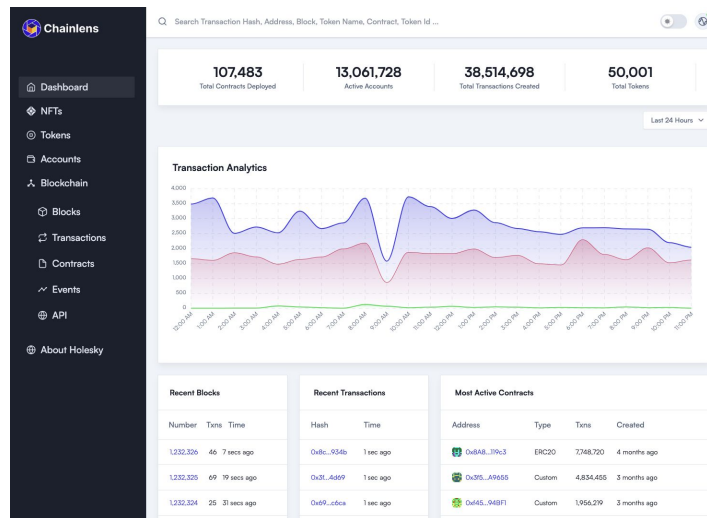 Chainlens
Search Transaction Hash, Address, Block, Token Name, Contract, Token Id ...
Dashboard
NFTs
Tokens
Accounts
Blockchain
Blocks
Transactions
Contracts
Events
API
About Holesky
107,483
Total Contracts Deployed
13,061,728
Active Accounts
38,514,698
Total Transactions Created
50,001
Total Tokens
Last 24 Hours
Transaction Analytics
4,000
3,500
3,000
2,500
2,000
1,500
1,000
500
0
12:00 AM 1:00 AM 2:00 AM 3:00 AM 4:00 AM 5:00 AM 6:00 AM 7:00 AM 8:00 AM 9:00 AM 10:00 AM 11:00 AM 12:00 PM 1:00 PM 2:00 PM 3:00 PM 4:00 PM 5:00 PM 6:00 PM 7:00 PM 8:00 PM 9:00 PM 10:00 PM 11:00 PM
Recent Blocks
Number Txns Time
1,232,326 46 7 secs ago
1,232,325 69 19 secs ago
1,232,324 25 31 secs ago
Recent Transactions
Hash Time
0x8c...934b 1 sec ago
0x31...4d69 1 sec ago
0x69...c6ca 1 sec ago
Most Active Contracts
Address Type Txns Created
0x8A8...119c3 ERC20 7,748,720 4 months ago
0x3f5...A9655 Custom 4,834,455 3 months ago
0xf45...94BF1 Custom 1,956,219 3 months ago